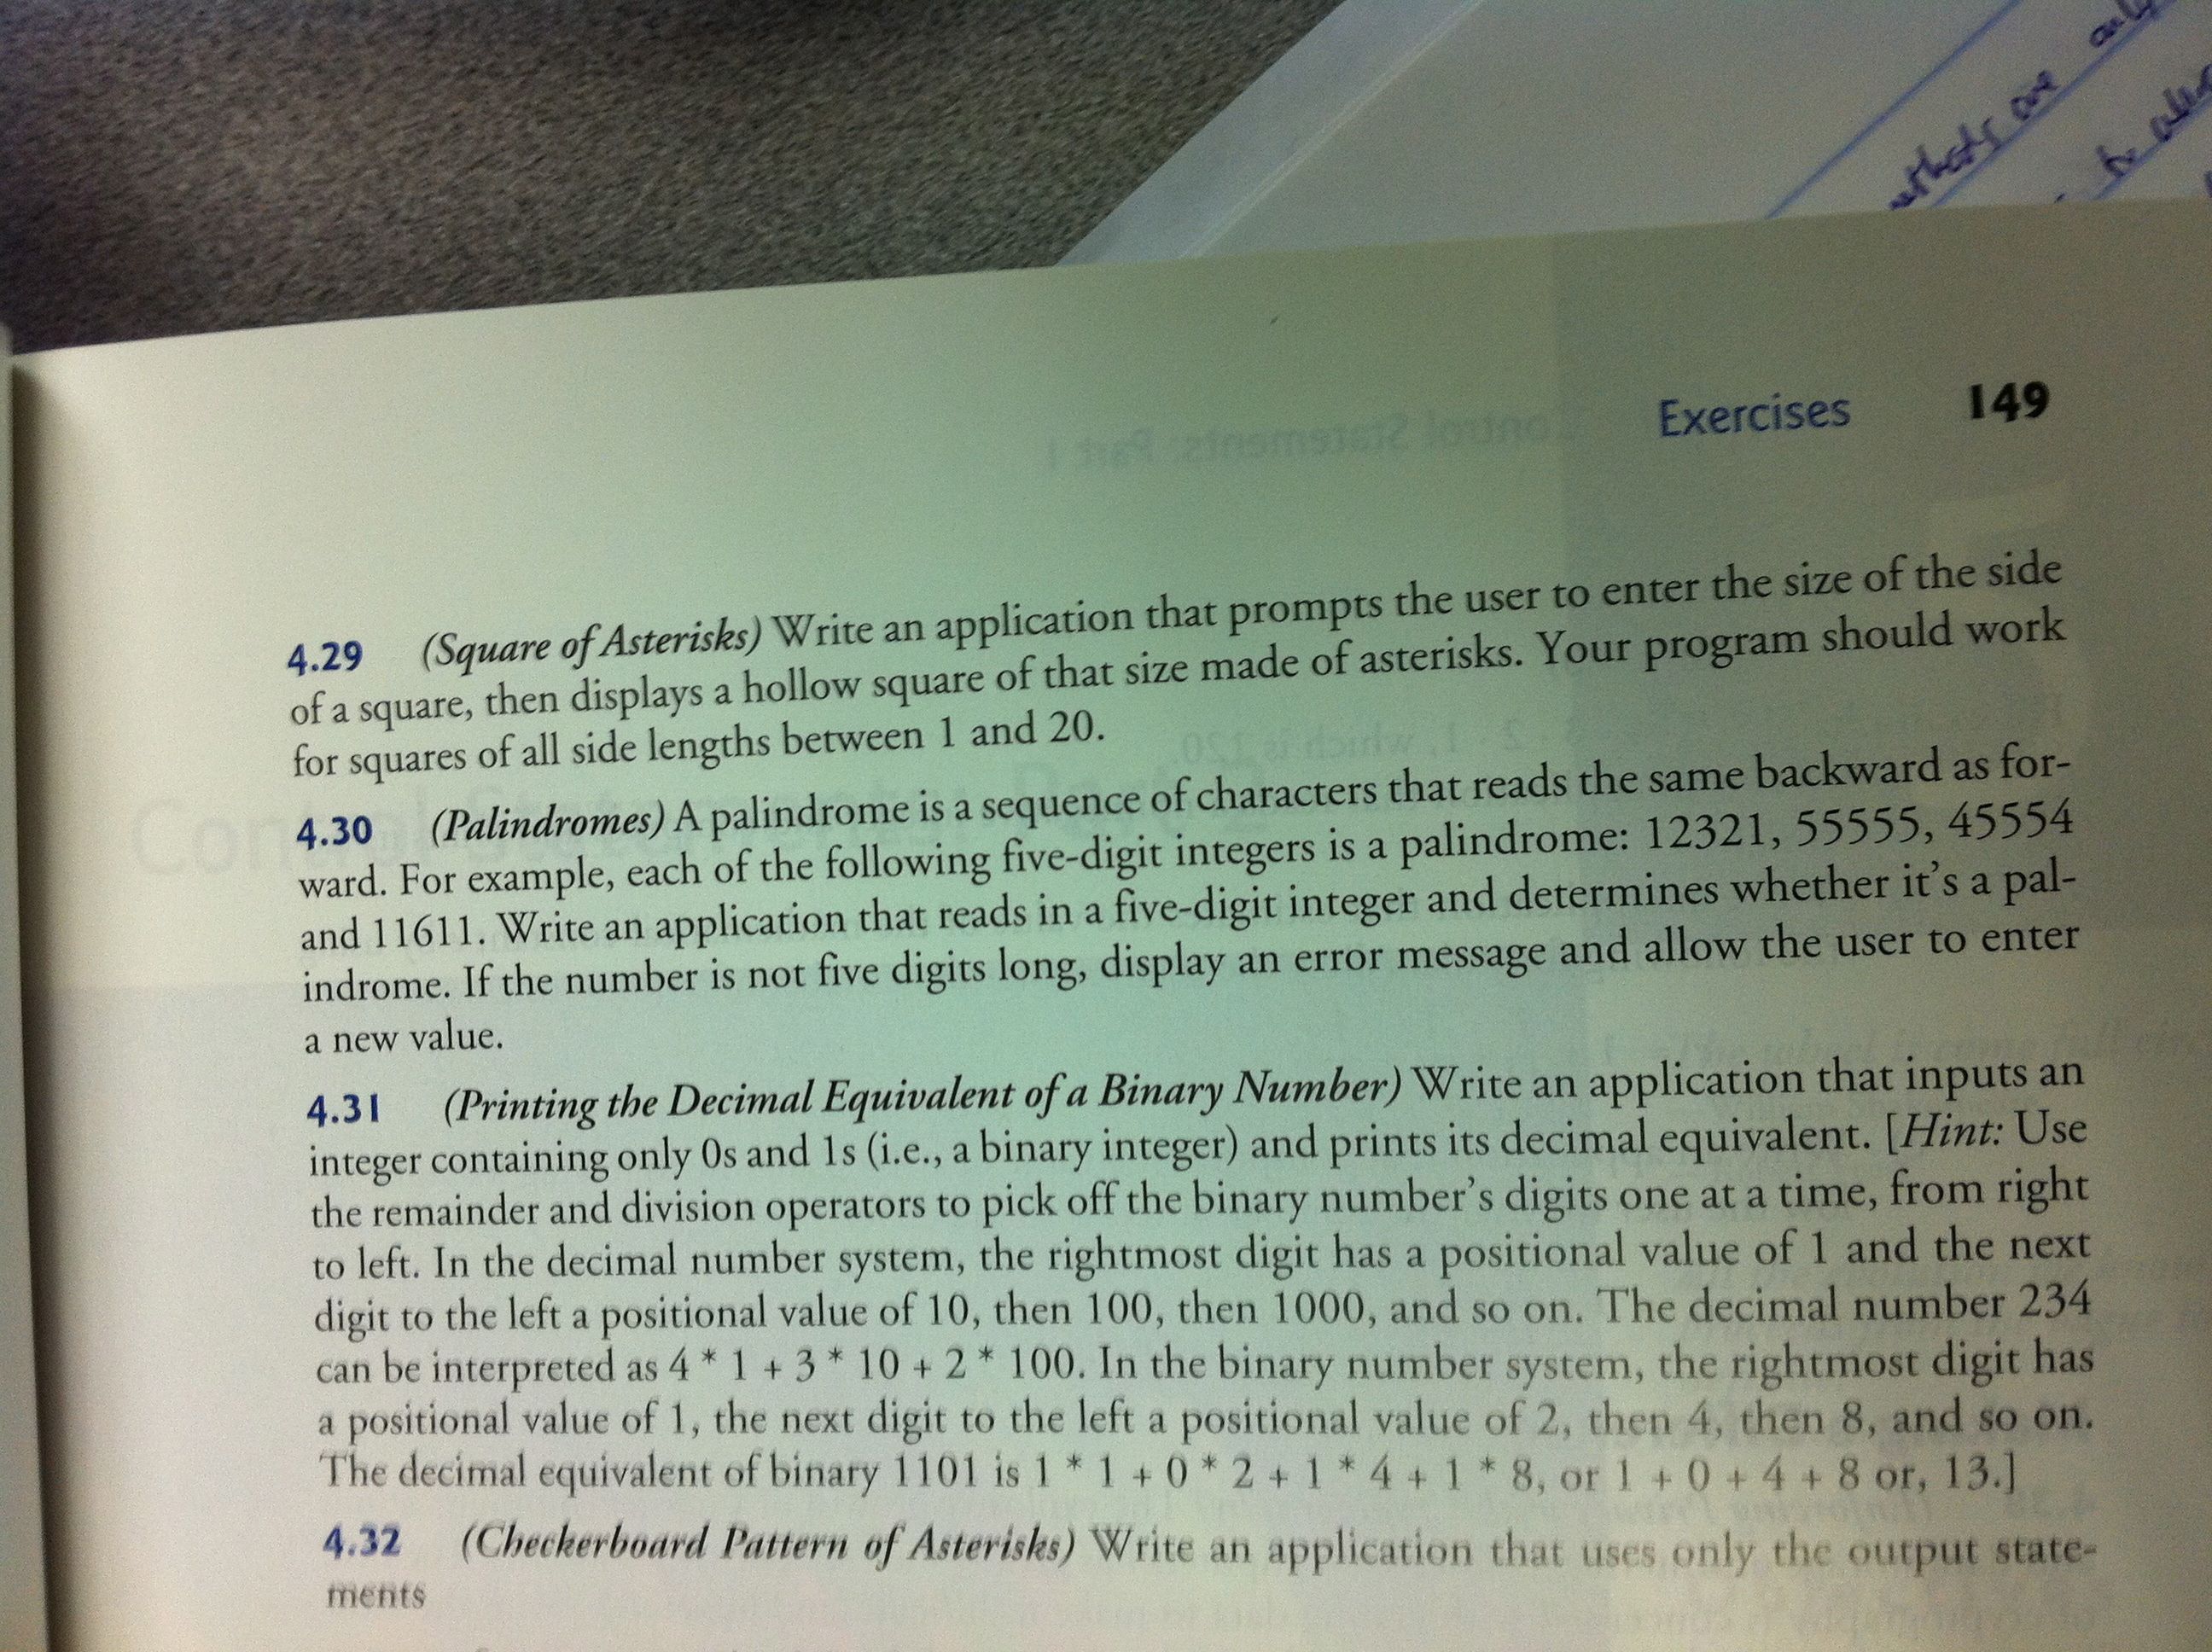 are only
Exercises 149
4.29 (Square of Asterisks) Write an application that prompts the user to enter the size of the side
of a square, then displays a hollow square of that size made of asterisks. Your program should work
for squares of all side lengths between 1 and 20.
4.30 (Palindromes) A palindrome is a sequence of characters that reads the same backward as for-
ward. For example, each of the following five-digit integers is a palindrome: 12321, 55555, 45554
and 11611. Write an application that reads in a five-digit integer and determines whether it's a pal-
indrome. If the number is not five digits long, display an error message and allow the user to enter
a new value.
4.31 (Printing the Decimal Equivalent of a Binary Number) Write an application that inputs an
integer containing only 0s and 1s (i.e., a binary integer) and prints its decimal equivalent. [Hint: Use
the remainder and division operators to pick off the binary number's digits one at a time, from right
to left. In the decimal number system, the rightmost digit has a positional value of 1 and the next
digit to the left a positional value of 10, then 100, then 1000, and so on. The decimal number 234
can be interpreted as 4 * 1 + 3 * 10 + 2 * 100. In the binary number system, the rightmost digit has
a positional value of 1, the next digit to the left a positional value of 2, then 4, then 8, and so on.
The decimal equivalent of binary 1101 is 1 * 1 + 0 * 2 + 1 * 4 + 1 * 8, or 1 + 0 + 4 + 8 or, 13.]
4.32 (Checkerboard Pattern of Asterisks) Write an application that uses only the output state-
ments